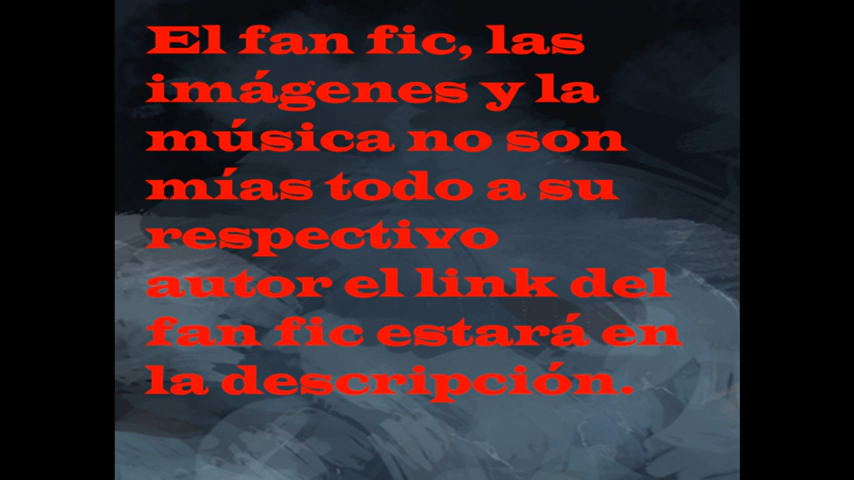 El fan fic, las
imágenes y la
música no son
mías todo a su
respectivo
autor el link del
fan fic estará en
la descripción.